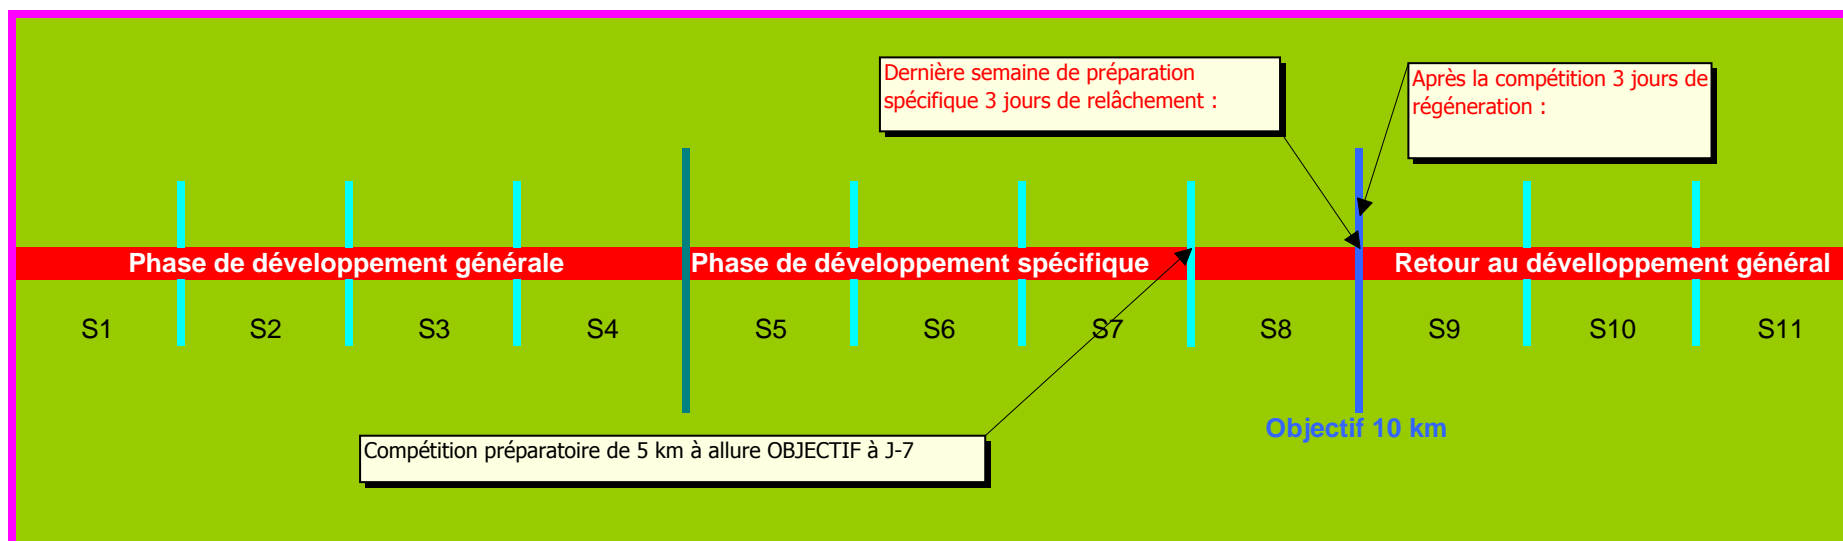 Dernière semaine de préparation
spécifique 3 jours de relâchement :
Après la compétition 3 jours de
régéneration :
Phase de développement générale
Phase de développement spécifique
Retour au dévelloppement général
S1
S2
S3
S4
S5
S6
S7
S8
S9
S10
S11
Objectif 10 km
Compétition préparatoire de 5 km à allure OBJECTIF à J-7